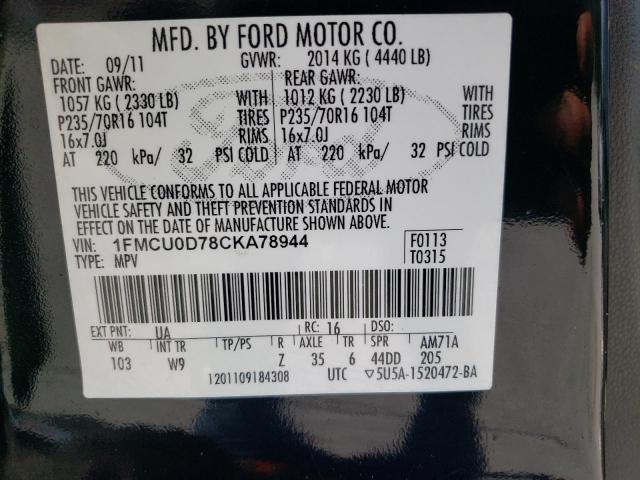 MFD. BY FORD MOTOR CO.
DATE: 09/11 GVWR: 2014 KG ( 4440 LB)
FRONT GAWR: REAR GAWR:
1057 KG ( 2330 LB) WITH 1012 KG ( 2230 LB) WITH
P235/70R16 104T TIRES P235/70R16 104T TIRES
16x7.0J RIMS 16x7.0J RIMS
AT 220 kPa/ 32 PSI COLD AT 220 kPa/ 32 PSI COLD
Ford
THIS VEHICLE CONFORMS TO ALL APPLICABLE FEDERAL MOTOR
VEHICLE SAFETY AND THEFT PREVENTION STANDARDS IN
EFFECT ON THE DATE OF MANUFACTURE SHOWN ABOVE.
VIN: 1FMCU0D78CKA78944 F0113
TYPE: MPV T0315
EXT PNT: UA RC: 16 DSO:
WB INT TR TP/PS R AXLE TR SPR AM71A
103 W9 Z 35 6 44DD 205
1201109184308 UTC ▽5U5A-1520472-BA